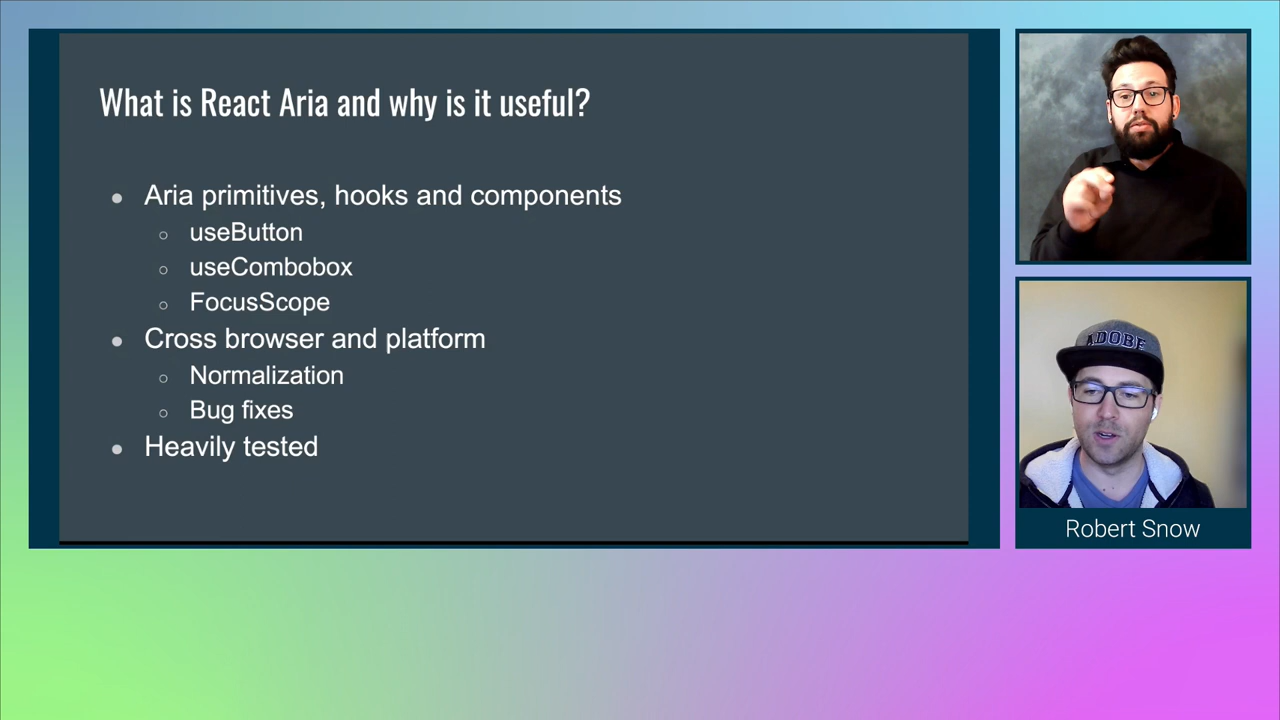 What is React Aria and why is it useful?
Aria primitives, hooks and components
useButton
useCombobox
FocusScope
Cross browser and platform
Normalization
Bug fixes
Heavily tested
ADOBE
Robert Snow